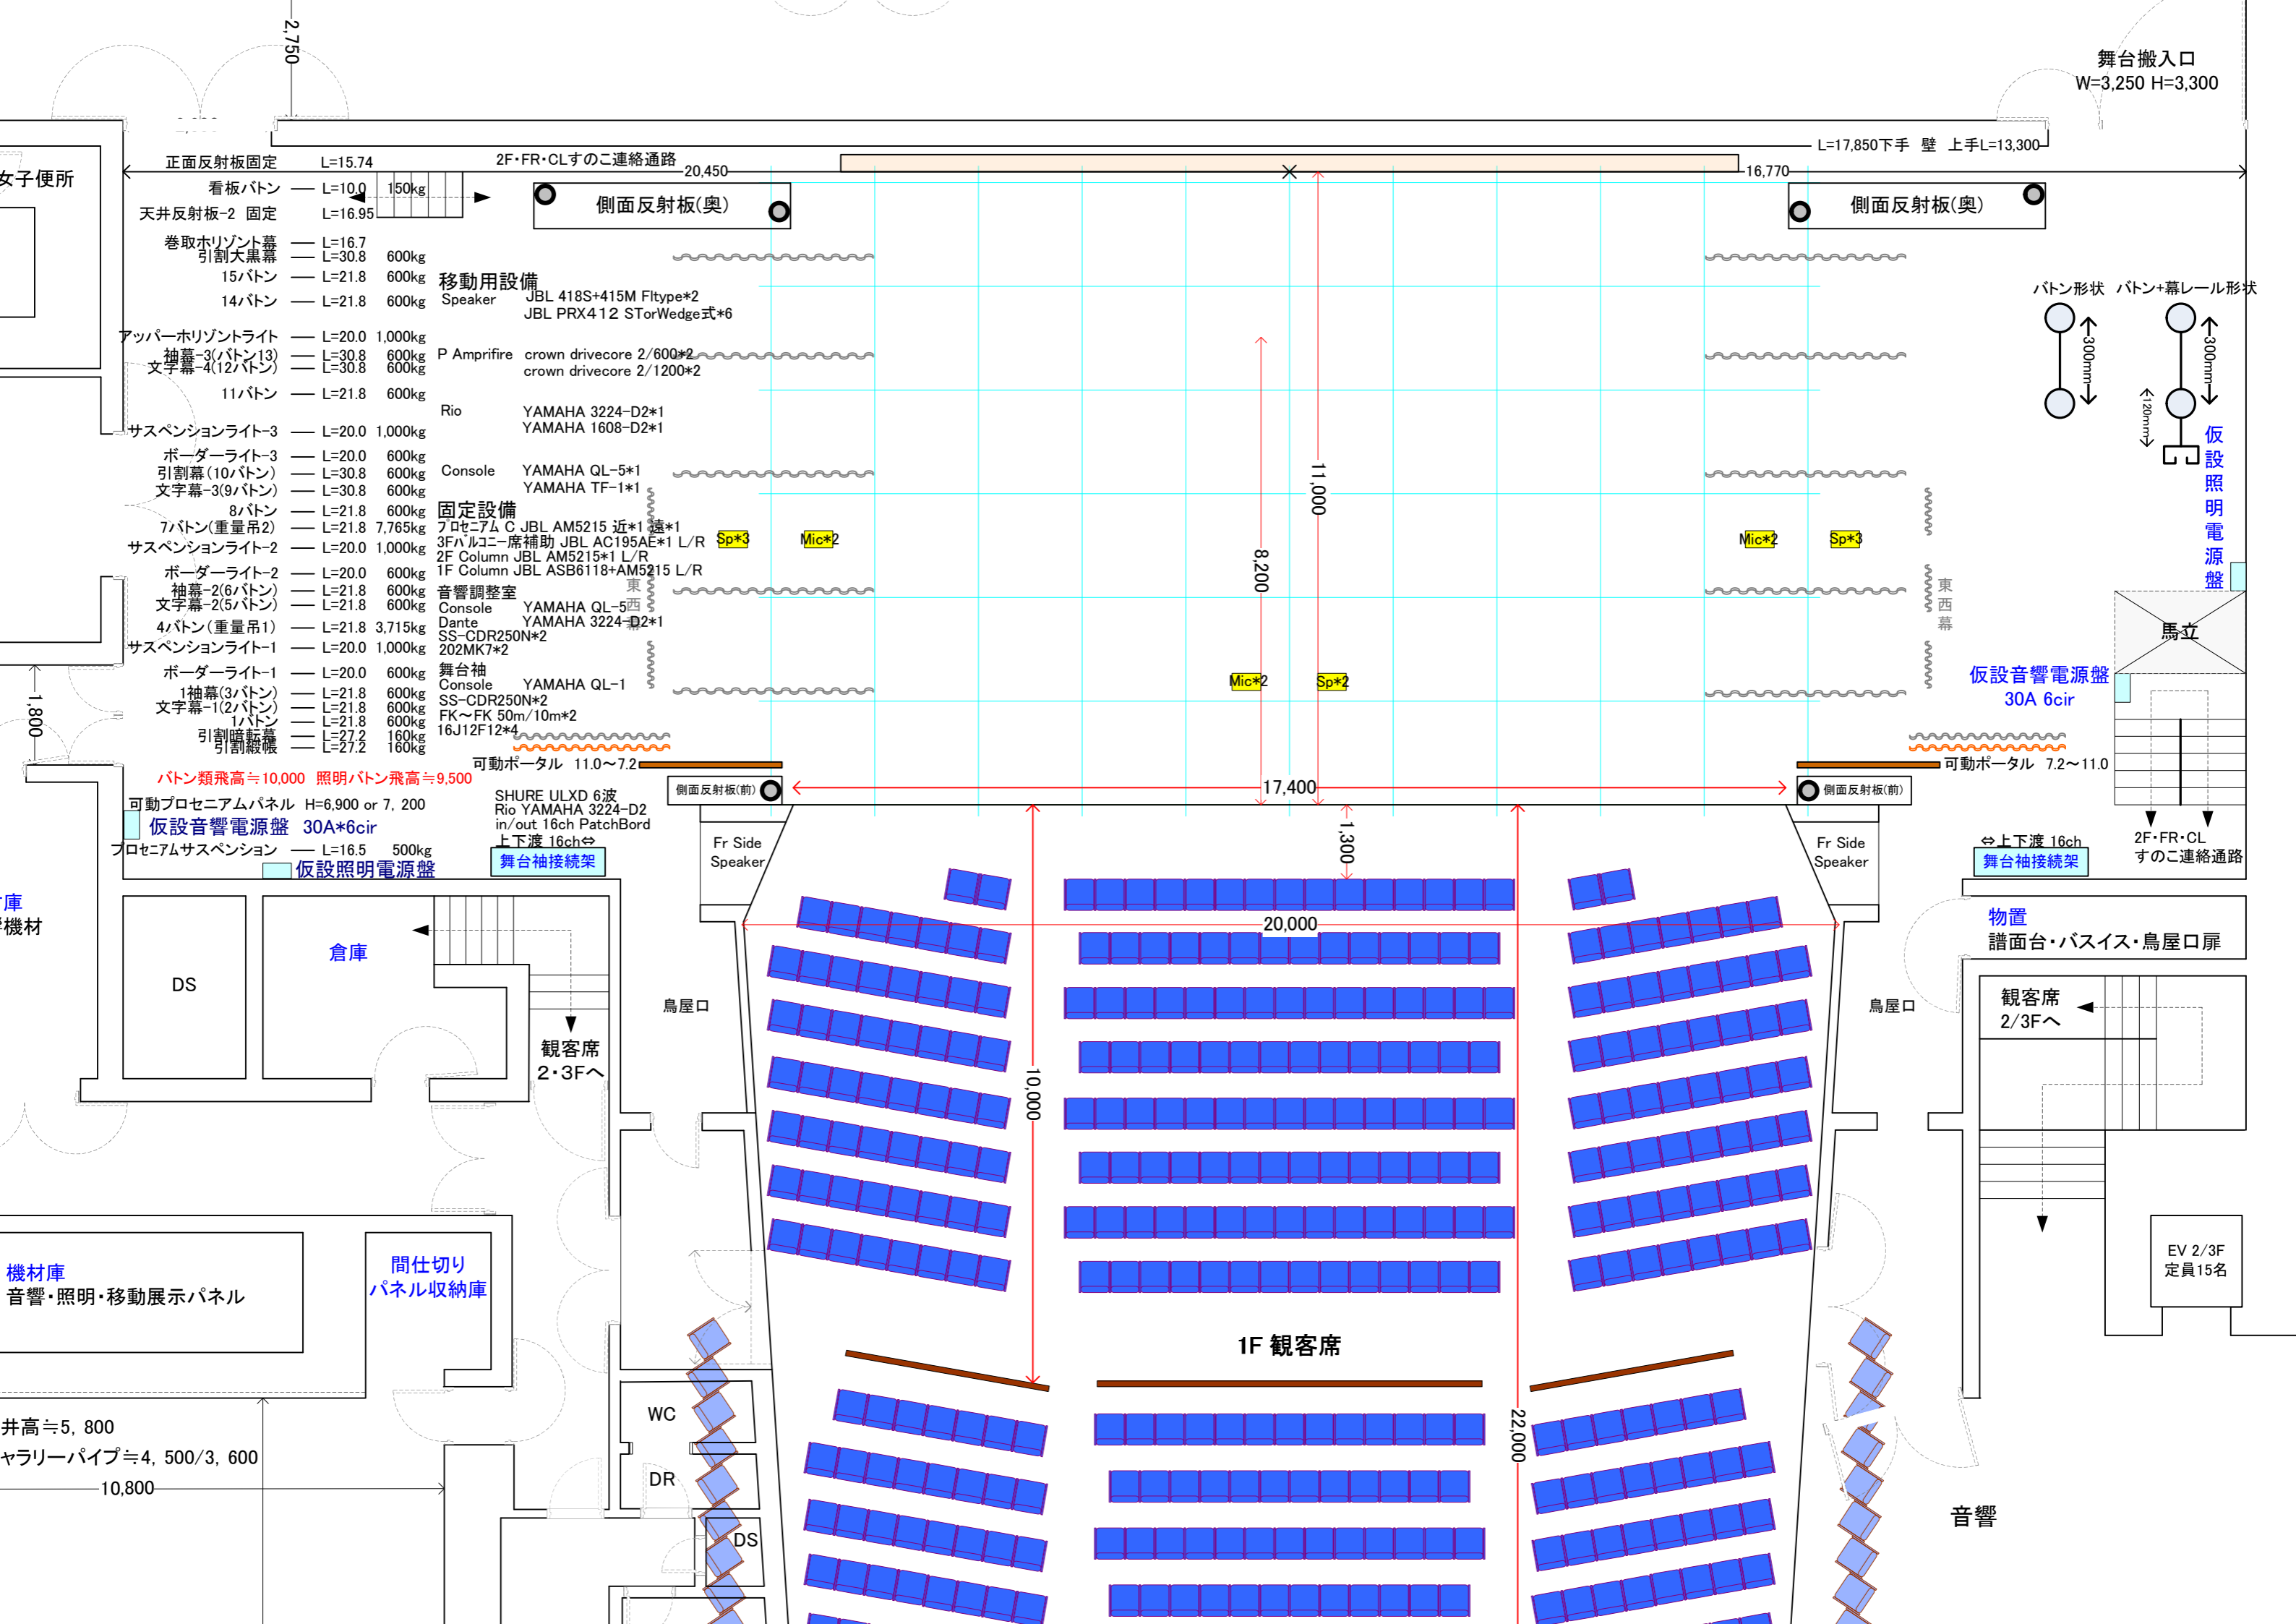 2,750
舞台搬入口
W=3,250 H=3,300
L=17,850下手 壁 上手L=13,300
女子便所
正面反射板固定 L=15.74
2F・FR・CLすのこ連絡通路
20,450
16,770
看板バトン L=10.0 150kg
天井反射板-2 固定 L=16.95
側面反射板(奥)
側面反射板(奥)
巻取ホリゾント幕 L=16.7
引割大黒幕 L=30.8 600kg
15バトン L=21.8 600kg
14バトン L=21.8 600kg
アッパーホリゾントライト L=20.0 1,000kg
袖幕-3(バトン13) L=30.8 600kg
文字幕-4(12バトン) L=30.8 600kg
11バトン L=21.8 600kg
サスペンションライト-3 L=20.0 1,000kg
ボーダーライト-3 L=20.0 600kg
引割幕(10バトン) L=30.8 600kg
文字幕-3(9バトン) L=30.8 600kg
8バトン L=21.8 600kg
7バトン(重量吊2) L=21.8 7,765kg
サスペンションライト-2 L=20.0 1,000kg
ボーダーライト-2 L=20.0 600kg
袖幕-2(6バトン) L=21.8 600kg
文字幕-2(5バトン) L=21.8 600kg
4バトン(重量吊1) L=21.8 3,715kg
サスペンションライト-1 L=20.0 1,000kg
ボーダーライト-1 L=20.0 600kg
1袖幕(3バトン) L=21.8 600kg
文字幕-1(2バトン) L=21.8 600kg
1バトン L=21.8 600kg
引割暗転幕 L=27.2 160kg
引割緞帳 L=27.2 160kg
バトン類飛高≒10,000 照明バトン飛高≒9,500
可動プロセニアムパネル H=6,900 or 7, 200
仮設音響電源盤 30A*6cir
プロセニアムサスペンション L=16.5 500kg
仮設照明電源盤
移動用設備
Speaker JBL 418S+415M Fltype*2
JBL PRX412 STorWedge式*6
P Amprifire crown drivecore 2/600*2
crown drivecore 2/1200*2
Rio YAMAHA 3224-D2*1
YAMAHA 1608-D2*1
Console YAMAHA QL-5*1
YAMAHA TF-1*1
固定設備
プロセニアム C JBL AM5215 近*1 遠*1
3Fバルコニー席補助 JBL AC195AE*1 L/R
2F Column JBL AM5215*1 L/R
1F Column JBL ASB6118+AM5215 L/R
音響調整室
Console YAMAHA QL-5
Dante YAMAHA 3224-D2*1
SS-CDR250N*2
202MK7*2
舞台袖
Console YAMAHA QL-1
SS-CDR250N*2
FK～FK 50m/10m*2
16J12F12*4
可動ポータル 11.0～7.2
SHURE ULXD 6波
Rio YAMAHA 3224-D2
in/out 16ch PatchBord
上下渡 16ch⇔
舞台袖接続架
東西幕
Sp*3
Mic*2
Mic*2
Sp*3
Mic*2
Sp*2
11,000
8,200
東西幕
バトン形状
バトン+幕レール形状
300mm
300mm
120mm
仮設照明電源盤
馬立
仮設音響電源盤
30A 6cir
可動ポータル 7.2～11.0
側面反射板(前)
17,400
側面反射板(前)
Fr Side
Speaker
1,300
Fr Side
Speaker
⇔上下渡 16ch
舞台袖接続架
2F・FR・CL
すのこ連絡通路
1,800
庫
機材
DS
倉庫
観客席
2・3Fへ
鳥屋口
20,000
10,000
22,000
鳥屋口
物置
譜面台・バスイス・鳥屋口扉
観客席
2/3Fへ
EV 2/3F
定員15名
機材庫
音響・照明・移動展示パネル
間仕切り
パネル収納庫
1F 観客席
WC
DR
DS
音響
井高≒5, 800
ャラリーパイプ≒4, 500/3, 600
10,800